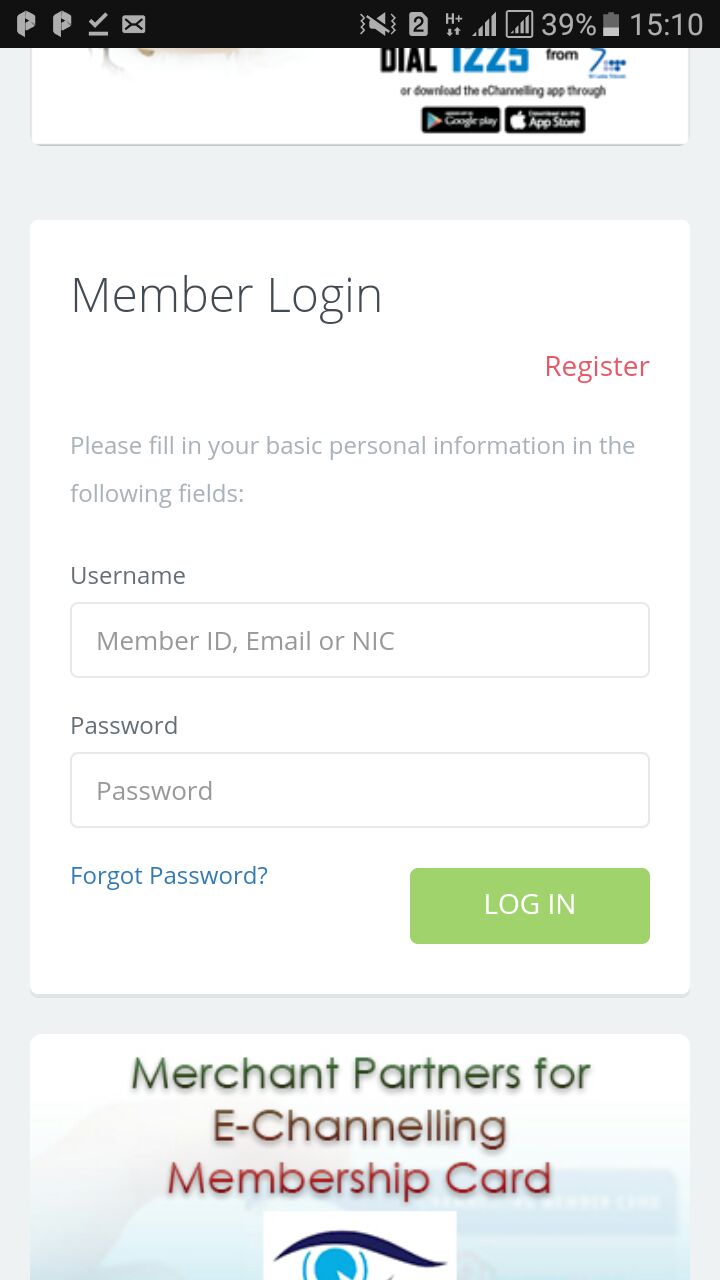 2 H+ 39% 15:10
DIAL 1225 from
or download the eChannelling app through
Google play App Store
Member Login
Register
Please fill in your basic personal information in the
following fields:
Username
Member ID, Email or NIC
Password
Password
Forgot Password?
LOG IN
Merchant Partners for
E-Channelling
Membership Card